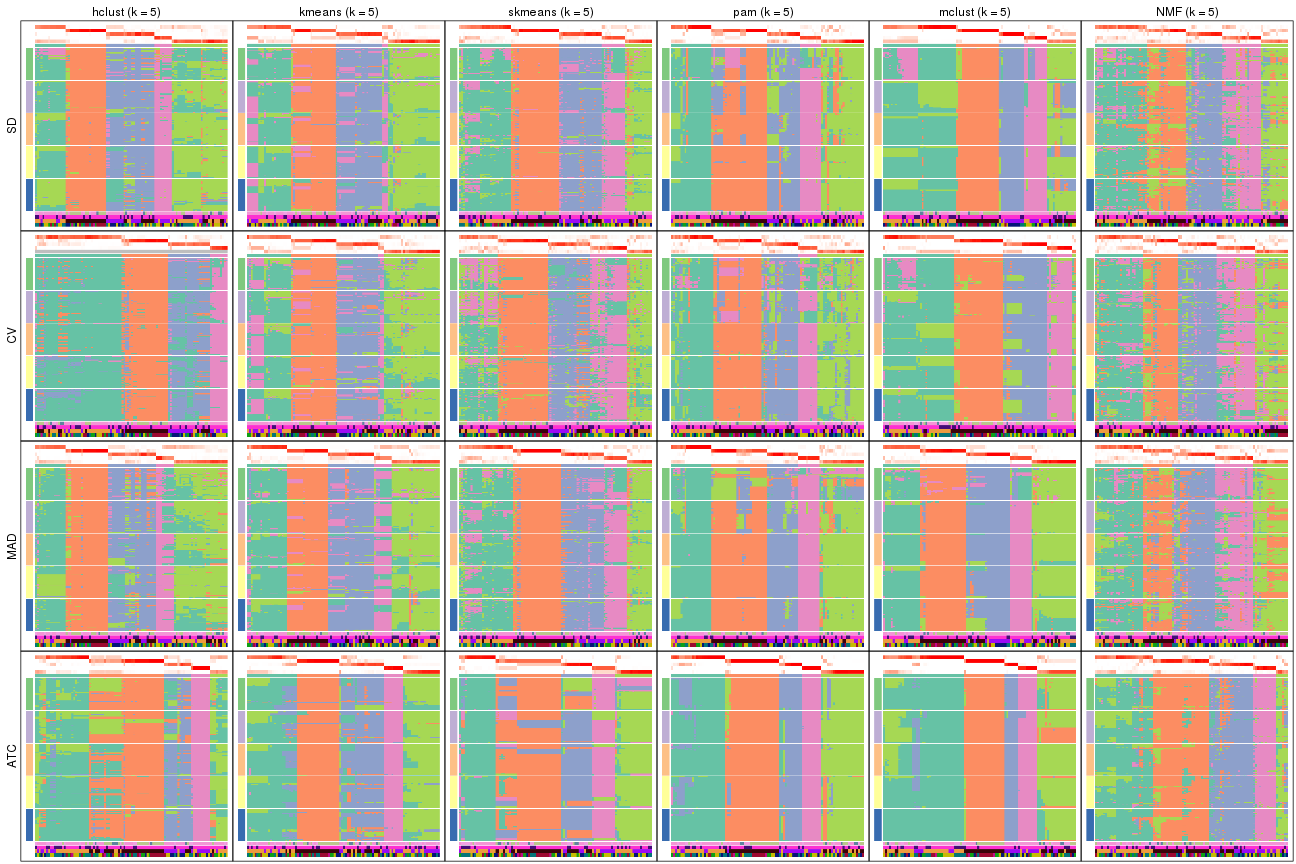 hclust (k = 5) kmeans (k = 5) skmeans (k = 5) pam (k = 5) mclust (k = 5) NMF (k = 5)
SD
CV
MAD
ATC